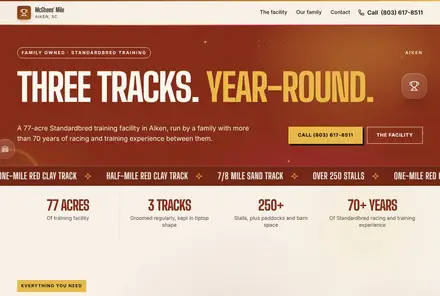 McGhees' Mile
AIKEN, SC
The facility
Our family
Contact
Call (803) 617-8511
FAMILY OWNED · STANDARDBRED TRAINING
AIKEN
THREE TRACKS. YEAR-ROUND.
A 77-acre Standardbred training facility in Aiken, run by a family with more
than 70 years of racing and training experience between them.
CALL (803) 617-8511
THE FACILITY
ONE-MILE RED CLAY TRACK
HALF-MILE RED CLAY TRACK
7/8 MILE SAND TRACK
OVER 250 STALLS
ONE-MILE RED C
77 ACRES
Of training facility
3 TRACKS
Groomed regularly, kept in tiptop
shape
250+
Stalls, plus paddocks and barn
space
70+ YEARS
Of Standardbred racing and training
experience
EVERYTHING YOU NEED